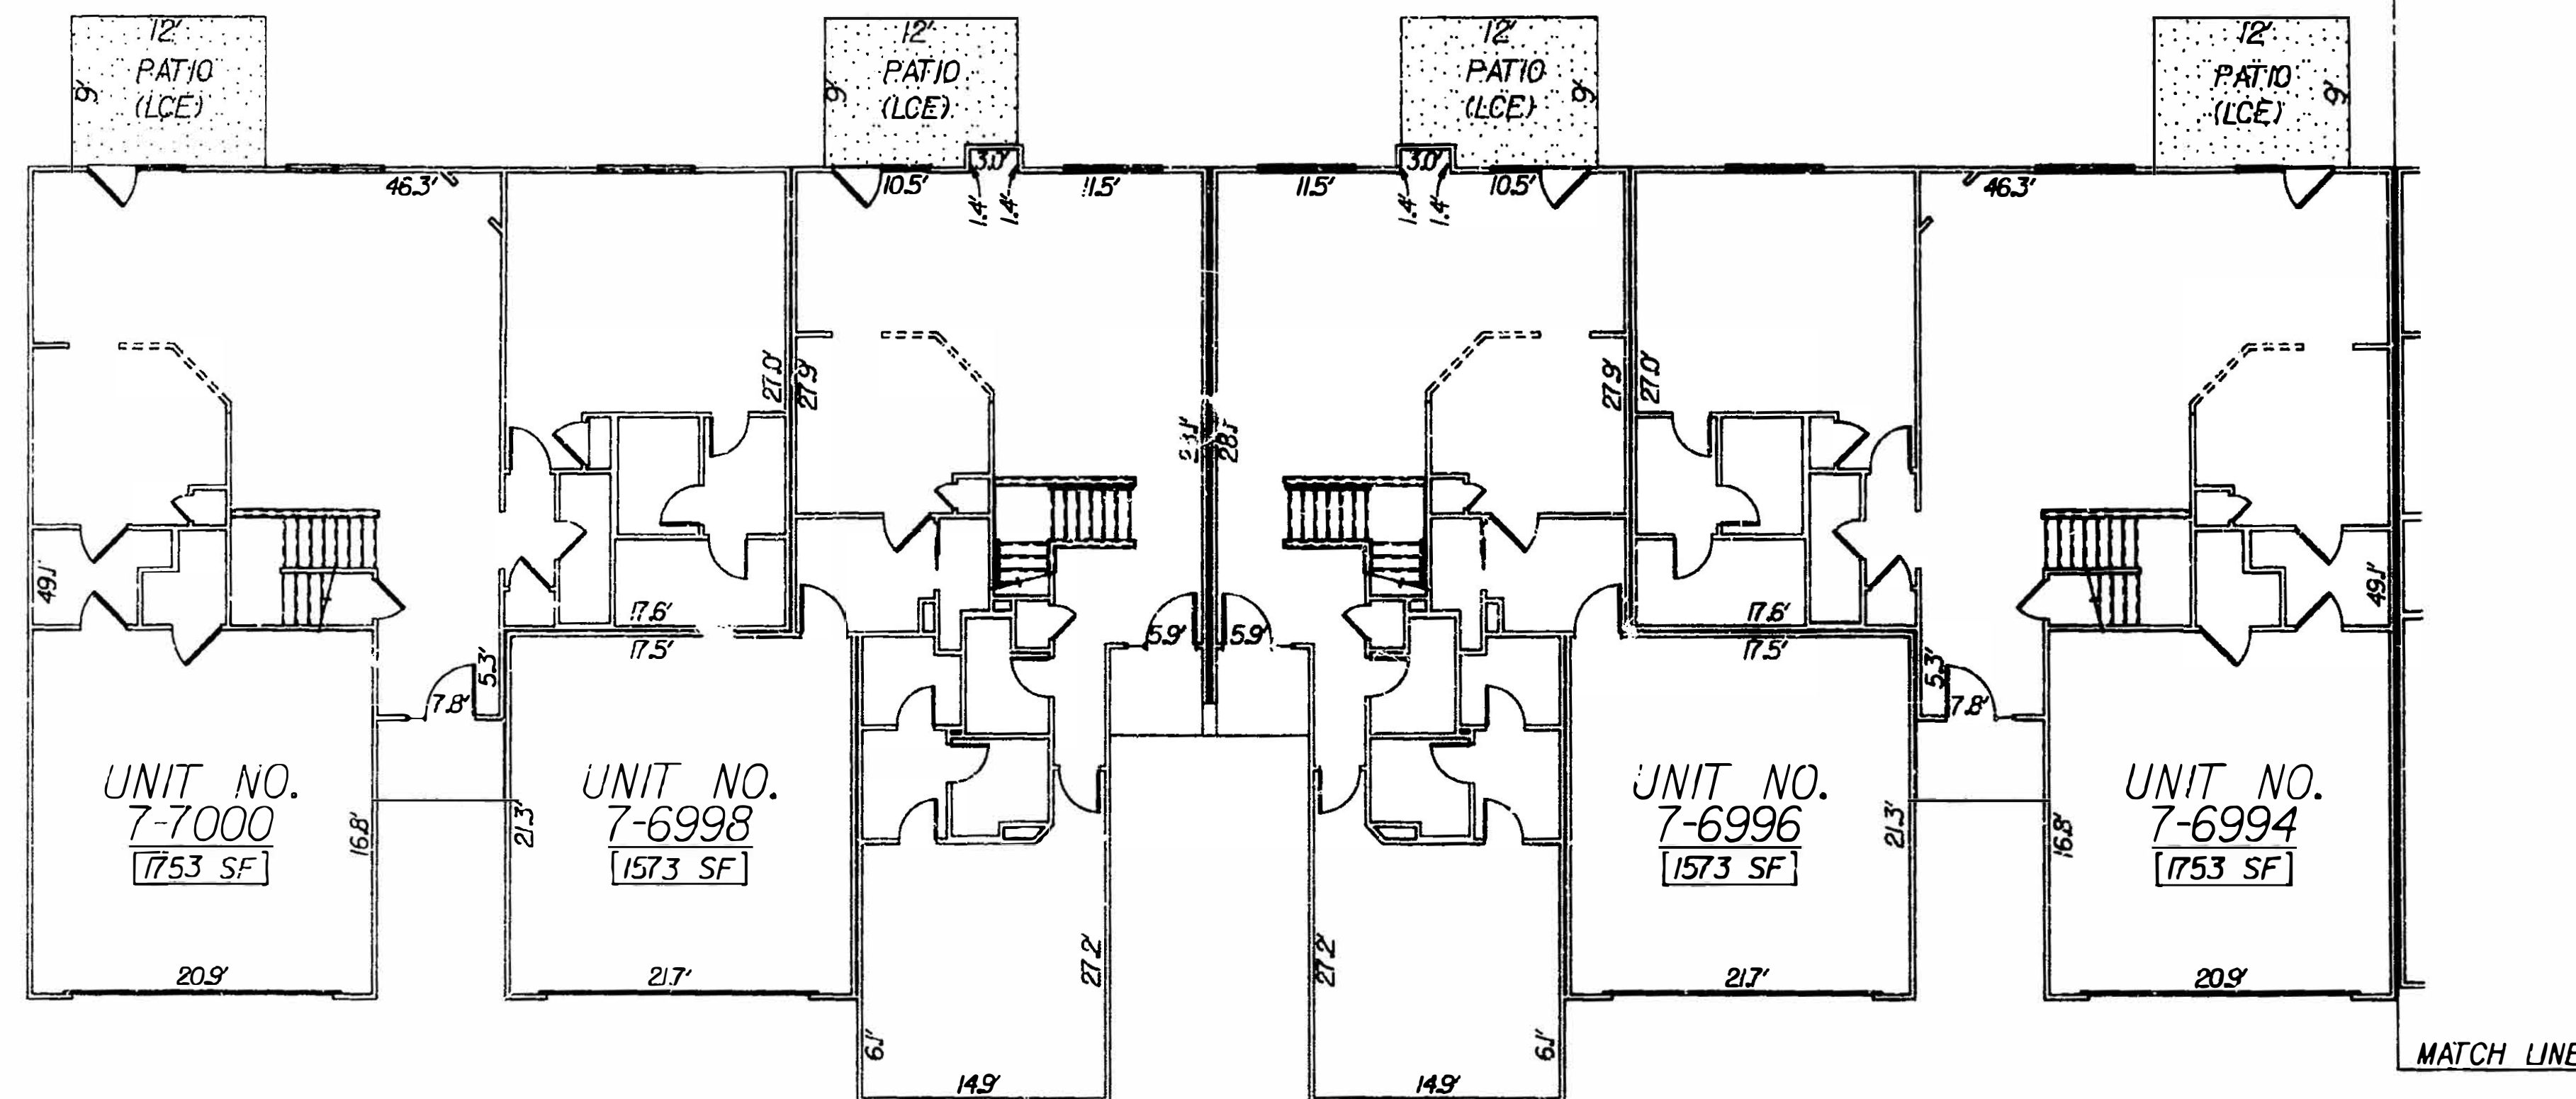 12' 12' 12' 12'
PATIO PATIO PATIO PATIO
9' 9' 9' 9'
(LCE) (LCE) (LCE) (LCE)
46.3' 10.5' 3.0' 11.5' 11.5' 3.0' 10.5' 46.3'
1.4' 1.4' 1.4' 1.4'
27.0' 27.9' 27.9' 27.0'
28.1' 28.1'
49.1' 49.1'
17.6' 17.6'
5.9' 5.9'
17.5' 17.5'
5.3' 5.3'
7.8' 7.8'
UNIT NO. UNIT NO. UNIT NO. UNIT NO.
7-7000 7-6998 7-6996 7-6994
16.8' 21.3' 21.3' 16.8'
[1753 SF] [1573 SF] [1573 SF] [1753 SF]
27.2' 27.2'
20.9' 21.7' 21.7' 20.9'
6.1' 6.1'
MATCH LINE
14.9' 14.9'